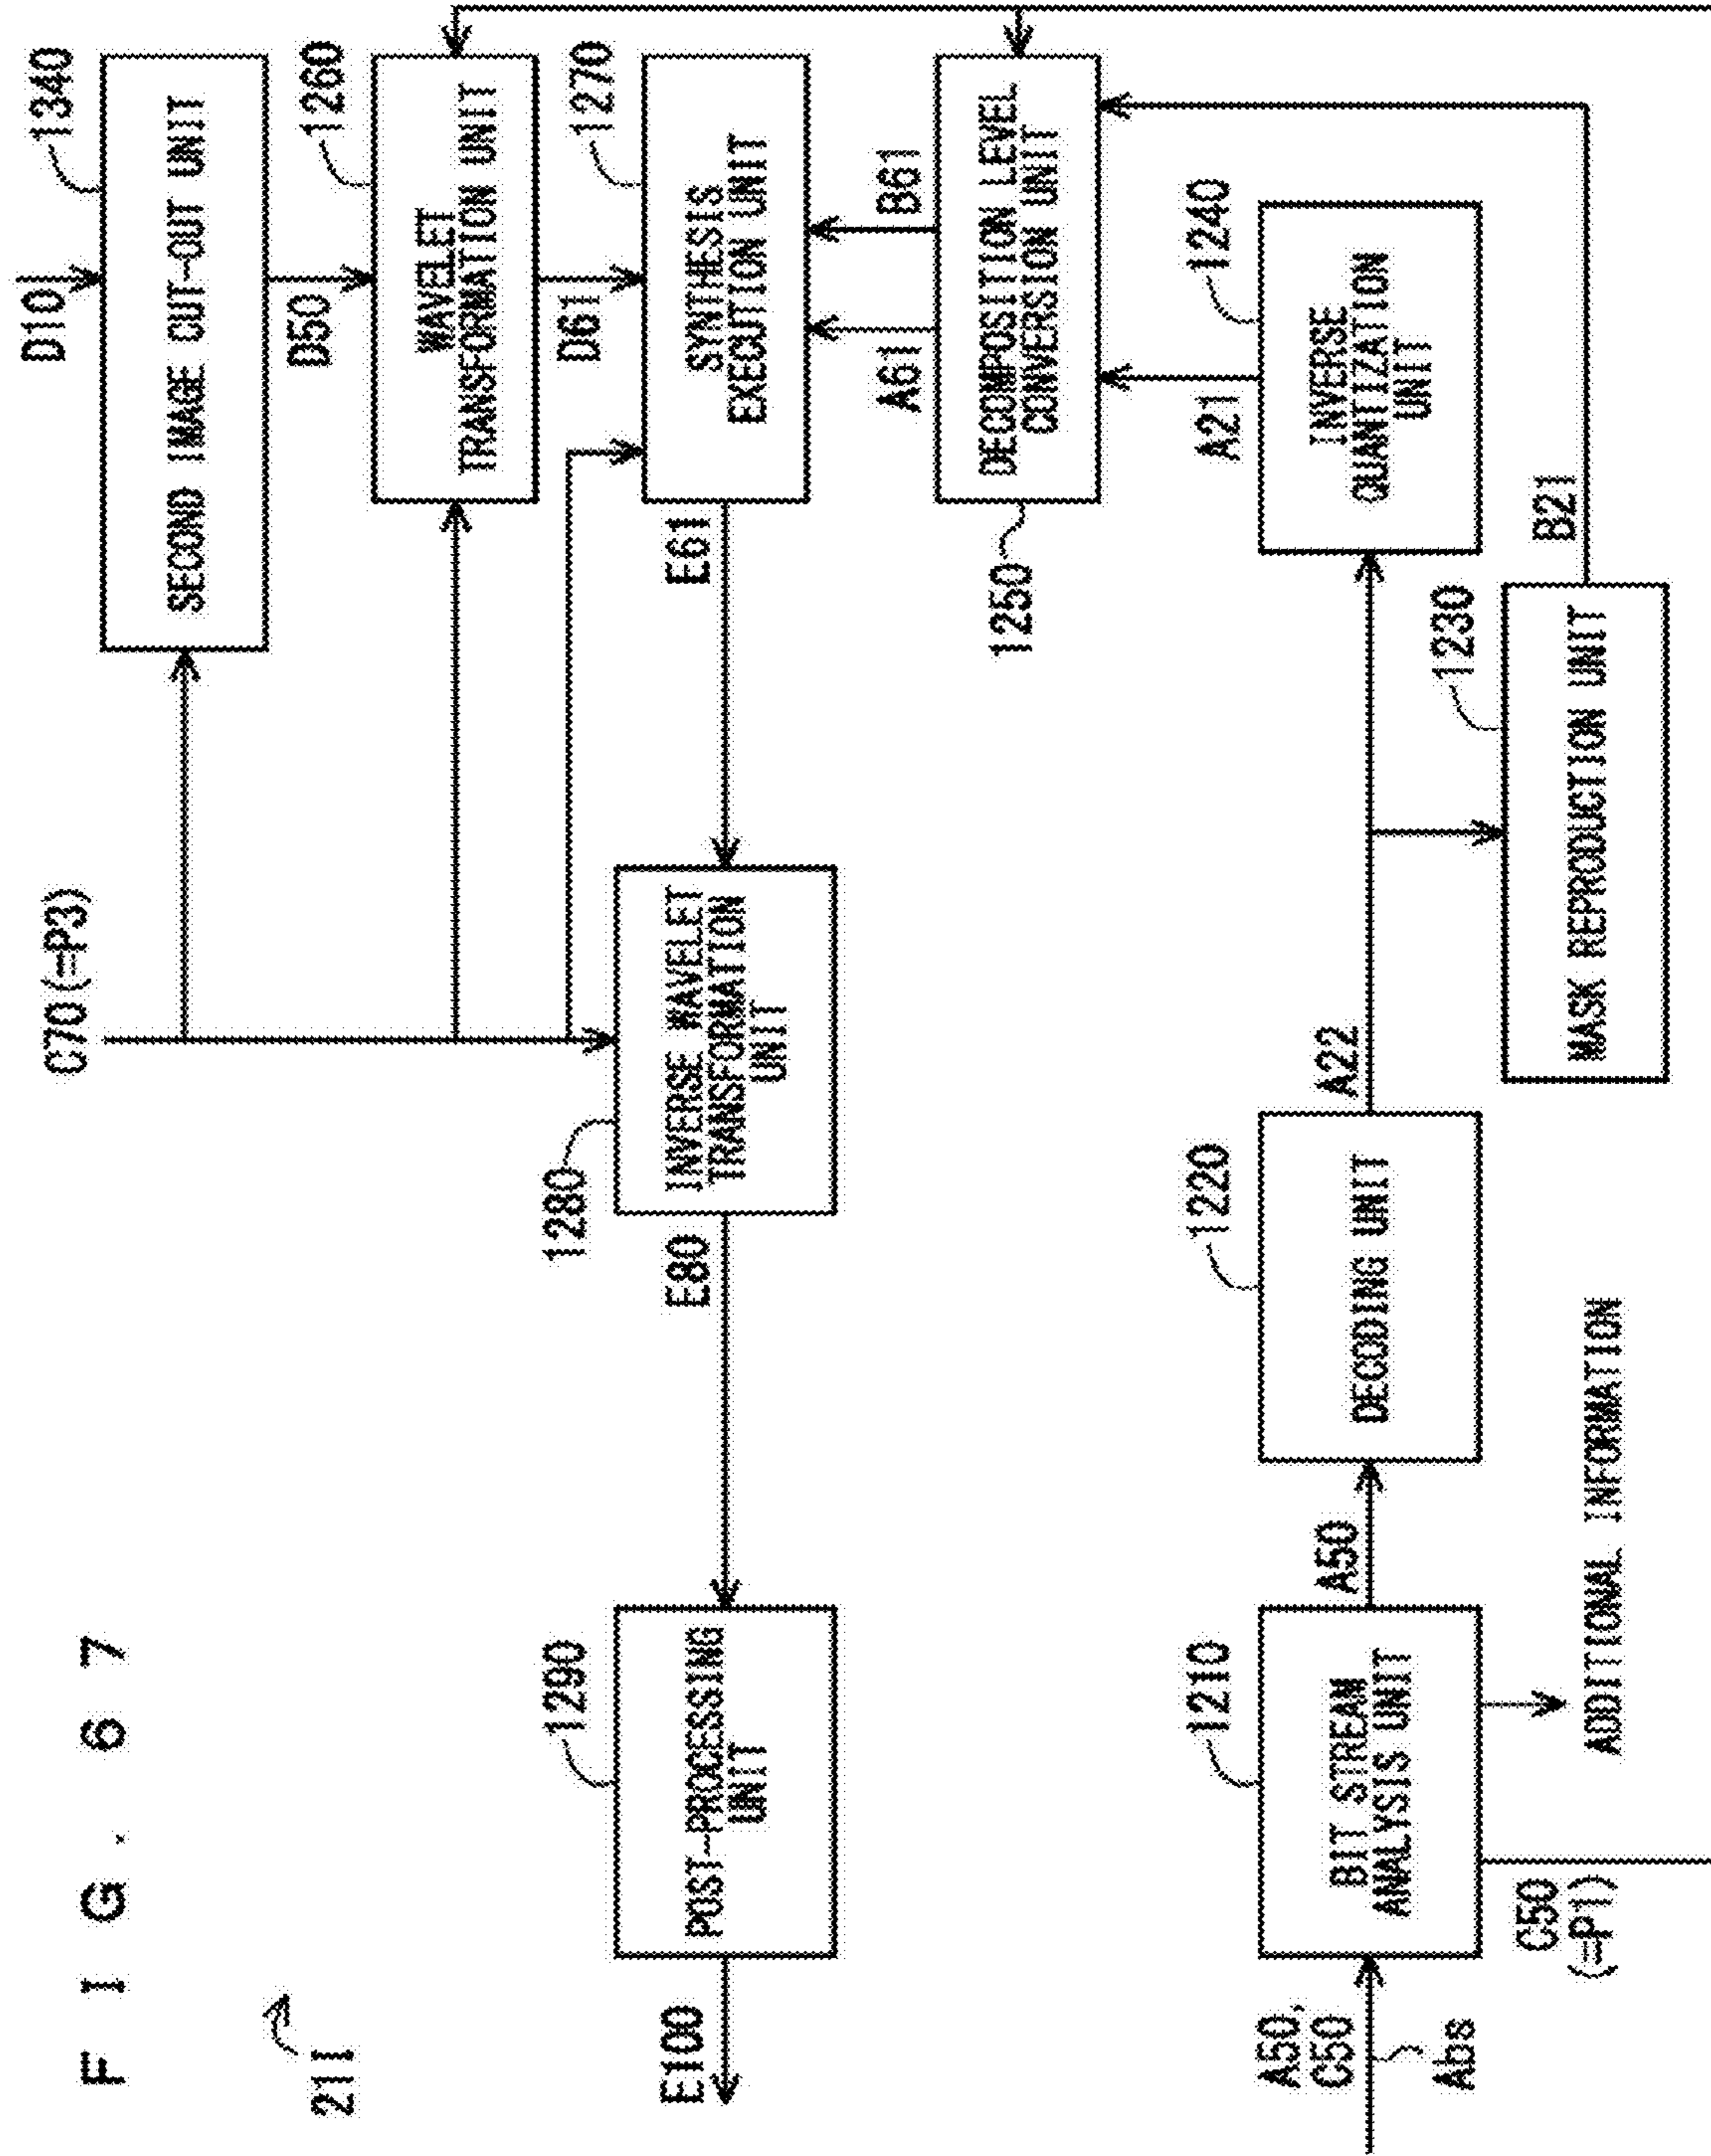 FIG. 67
211
E100
1290
POST-PROCESSING
UNIT
E80
1280
INVERSE WAVELET
TRANSFORMATION
UNIT
C70(=P3)
E61
D10
1340
SECOND IMAGE CUT-OUT UNIT
D50
1260
WAVELET
TRANSFORMATION UNIT
D61
1270
SYNTHESIS
EXECUTION UNIT
A61
B61
1250
DECOMPOSITION LEVEL
CONVERSION UNIT
A50,
C50
Abs
1210
BIT STREAM
ANALYSIS UNIT
C50
(=P1)
ADDITIONAL INFORMATION
A50
1220
DECODING UNIT
A22
1230
MASK REPRODUCTION UNIT
B21
1240
INVERSE
QUANTIZATION
UNIT
A21